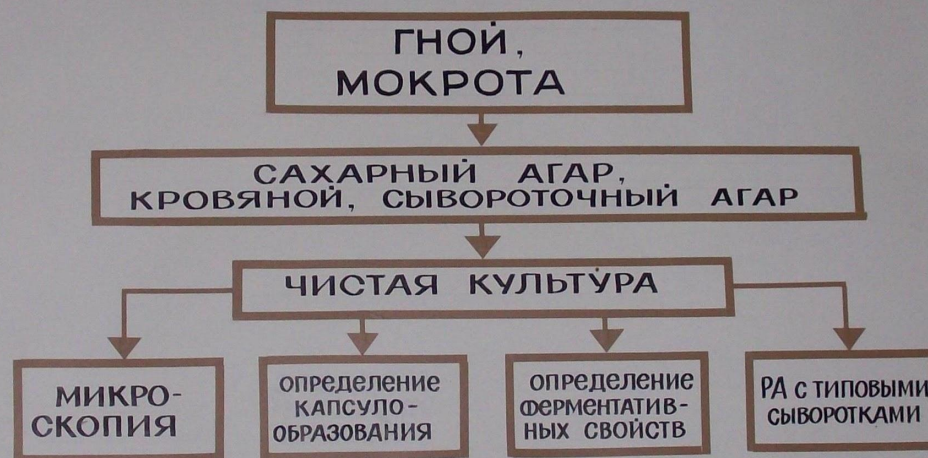 ГНОЙ,
МОКРОТА
САХАРНЫЙ АГАР,
КРОВЯНОЙ, СЫВОРОТОЧНЫЙ АГАР
ЧИСТАЯ КУЛЬТУРА
МИКРО-
СКОПИЯ
ОПРЕДЕЛЕНИЕ
КАПСУЛО-
ОБРАЗОВАНИЯ
ОПРЕДЕЛЕНИЕ
ФЕРМЕНТАТИВ-
НЫХ СВОЙСТВ
РА С ТИПОВЫМИ
СЫВОРОТКАМИ